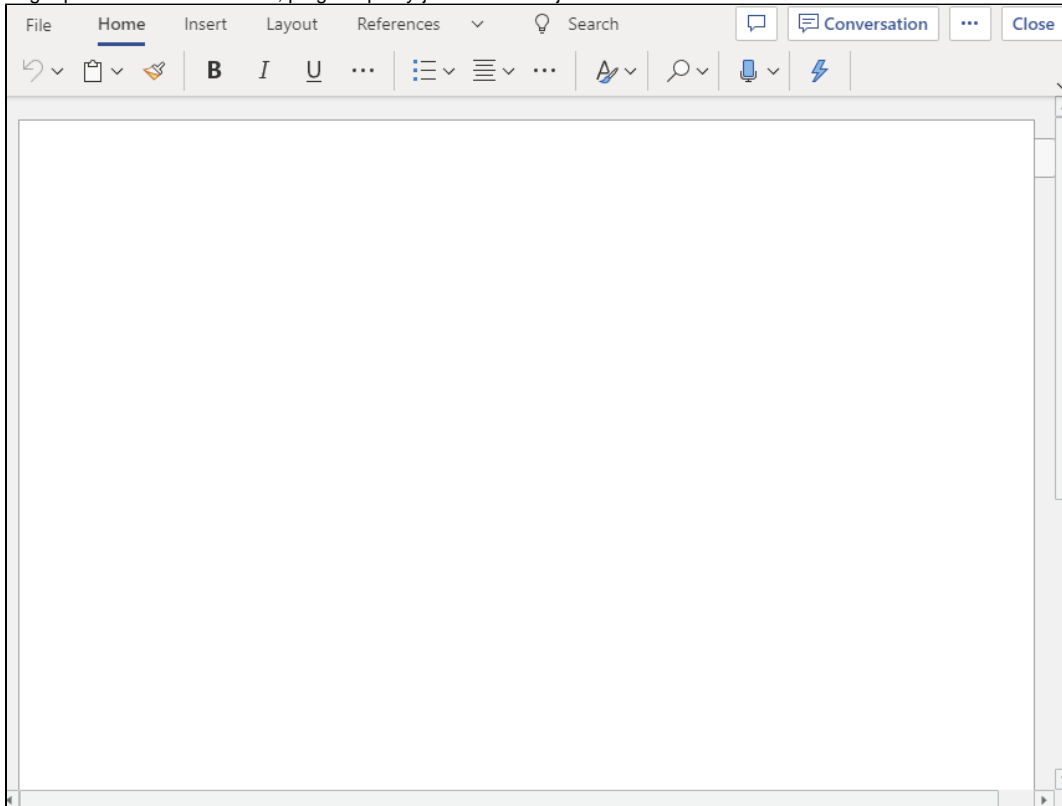 File Home Insert Layout References Search Conversation ... Close
B I U ... ...